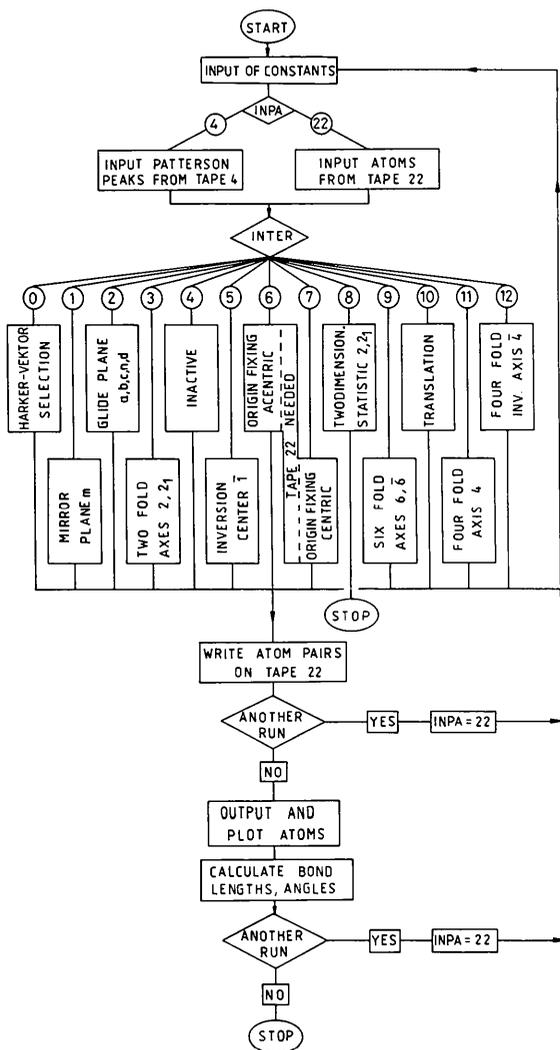 START
INPUT OF CONSTANTS
INPA
4
22
INPUT PATTERSON
PEAKS FROM TAPE 4
INPUT ATOMS
FROM TAPE 22
INTER
0
1
2
3
4
5
6
7
8
9
10
11
12
HARKER-VEKTOR
SELECTION
MIRROR
PLANE m
GLIDE PLANE
a,b,c,n,d
TWO FOLD
AXES 2, 2₁
INACTIVE
INVERSION
CENTER 1̅
ORIGIN FIXING
ACENTRIC
TAPE 22 NEEDED
ORIGIN FIXING
CENTRIC
TWODIMENSION.
STATISTIC 2,2₁
SIX FOLD
AXES 6,6̅
TRANSLATION
FOUR FOLD
AXIS 4
FOUR FOLD
INV. AXIS 4̅
STOP
WRITE ATOM PAIRS
ON TAPE 22
ANOTHER
RUN
YES
INPA = 22
NO
OUTPUT AND
PLOT ATOMS
CALCULATE BOND
LENGTHS, ANGLES
ANOTHER
RUN
YES
INPA = 22
NO
STOP